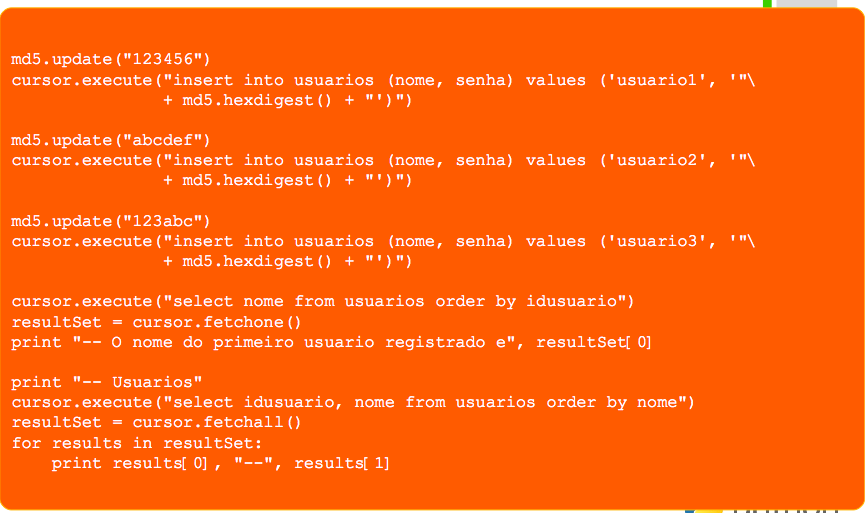 md5.update("123456")
cursor.execute("insert into usuarios (nome, senha) values ('usuario1', '"\
               + md5.hexdigest() + "')")
md5.update("abcdef")
cursor.execute("insert into usuarios (nome, senha) values ('usuario2', '"\
               + md5.hexdigest() + "')")
md5.update("123abc")
cursor.execute("insert into usuarios (nome, senha) values ('usuario3', '"\
               + md5.hexdigest() + "')")
cursor.execute("select nome from usuarios order by idusuario")
resultSet = cursor.fetchone()
print "-- O nome do primeiro usuario registrado e", resultSet[0]
print "-- Usuarios"
cursor.execute("select idusuario, nome from usuarios order by nome")
resultSet = cursor.fetchall()
for results in resultSet:
    print results[0], "--", results[1]